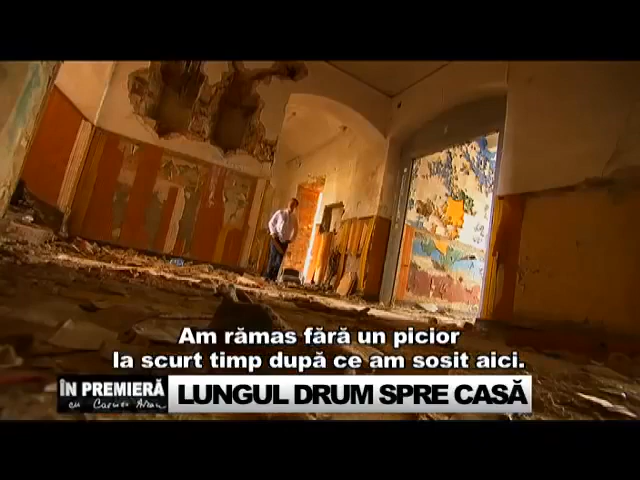 Am rămas fără un picior
la scurt timp după ce am sosit aici.
ÎN PREMIERĂ
cu Carmen Avram
LUNGUL DRUM SPRE CASĂ